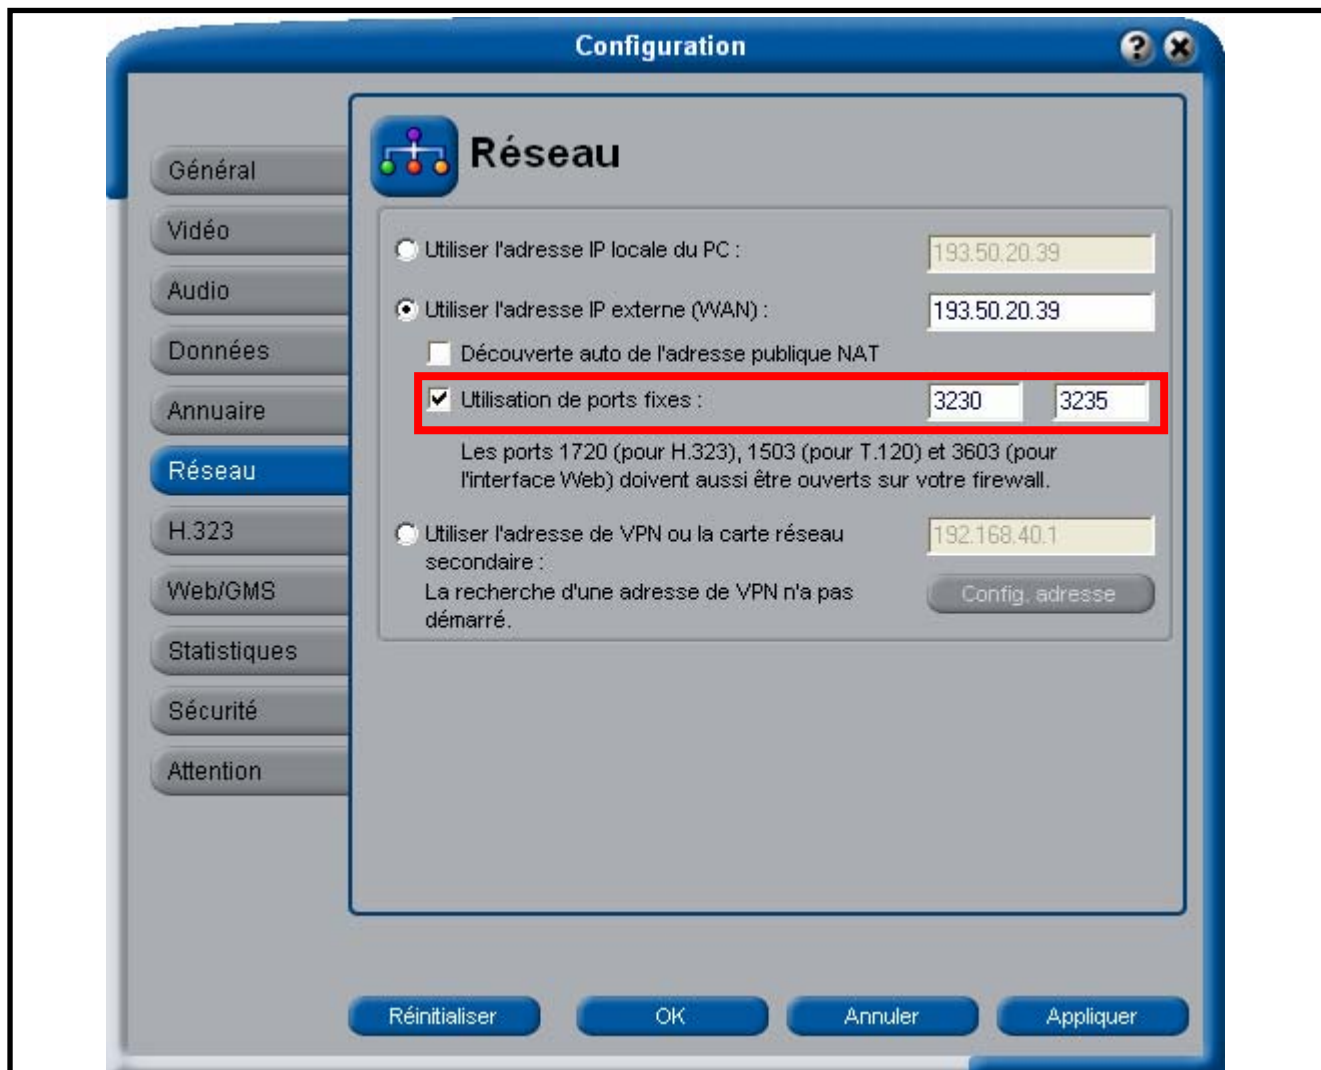 Configuration
?
Réseau
Général
Vidéo
Audio
Données
Annuaire
Réseau
H.323
Web/GMS
Statistiques
Sécurité
Attention
Utiliser l'adresse IP locale du PC : 193.50.20.39
Utiliser l'adresse IP externe (WAN) : 193.50.20.39
Découverte auto de l'adresse publique NAT
Utilisation de ports fixes : 3230 3235
Les ports 1720 (pour H.323), 1503 (pour T.120) et 3603 (pour
l'interface Web) doivent aussi être ouverts sur votre firewall.
Utiliser l'adresse de VPN ou la carte réseau 192.168.40.1
secondaire :
La recherche d'une adresse de VPN n'a pas Config. adresse
démarré.
Réinitialiser OK Annuler Appliquer